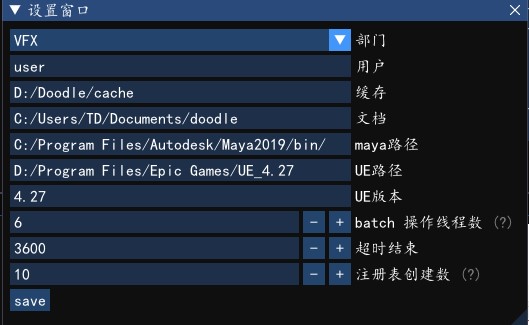 设置窗口
VFX 部门
user 用户
D:/Doodle/cache 缓存
C:/Users/TD/Documents/doodle 文档
C:/Program Files/Autodesk/Maya2019/bin/ maya路径
D:/Program Files/Epic Games/UE_4.27 UE路径
4.27 UE版本
6 - + batch 操作线程数 (?)
3600 - + 超时结束
10 - + 注册表创建数 (?)
save